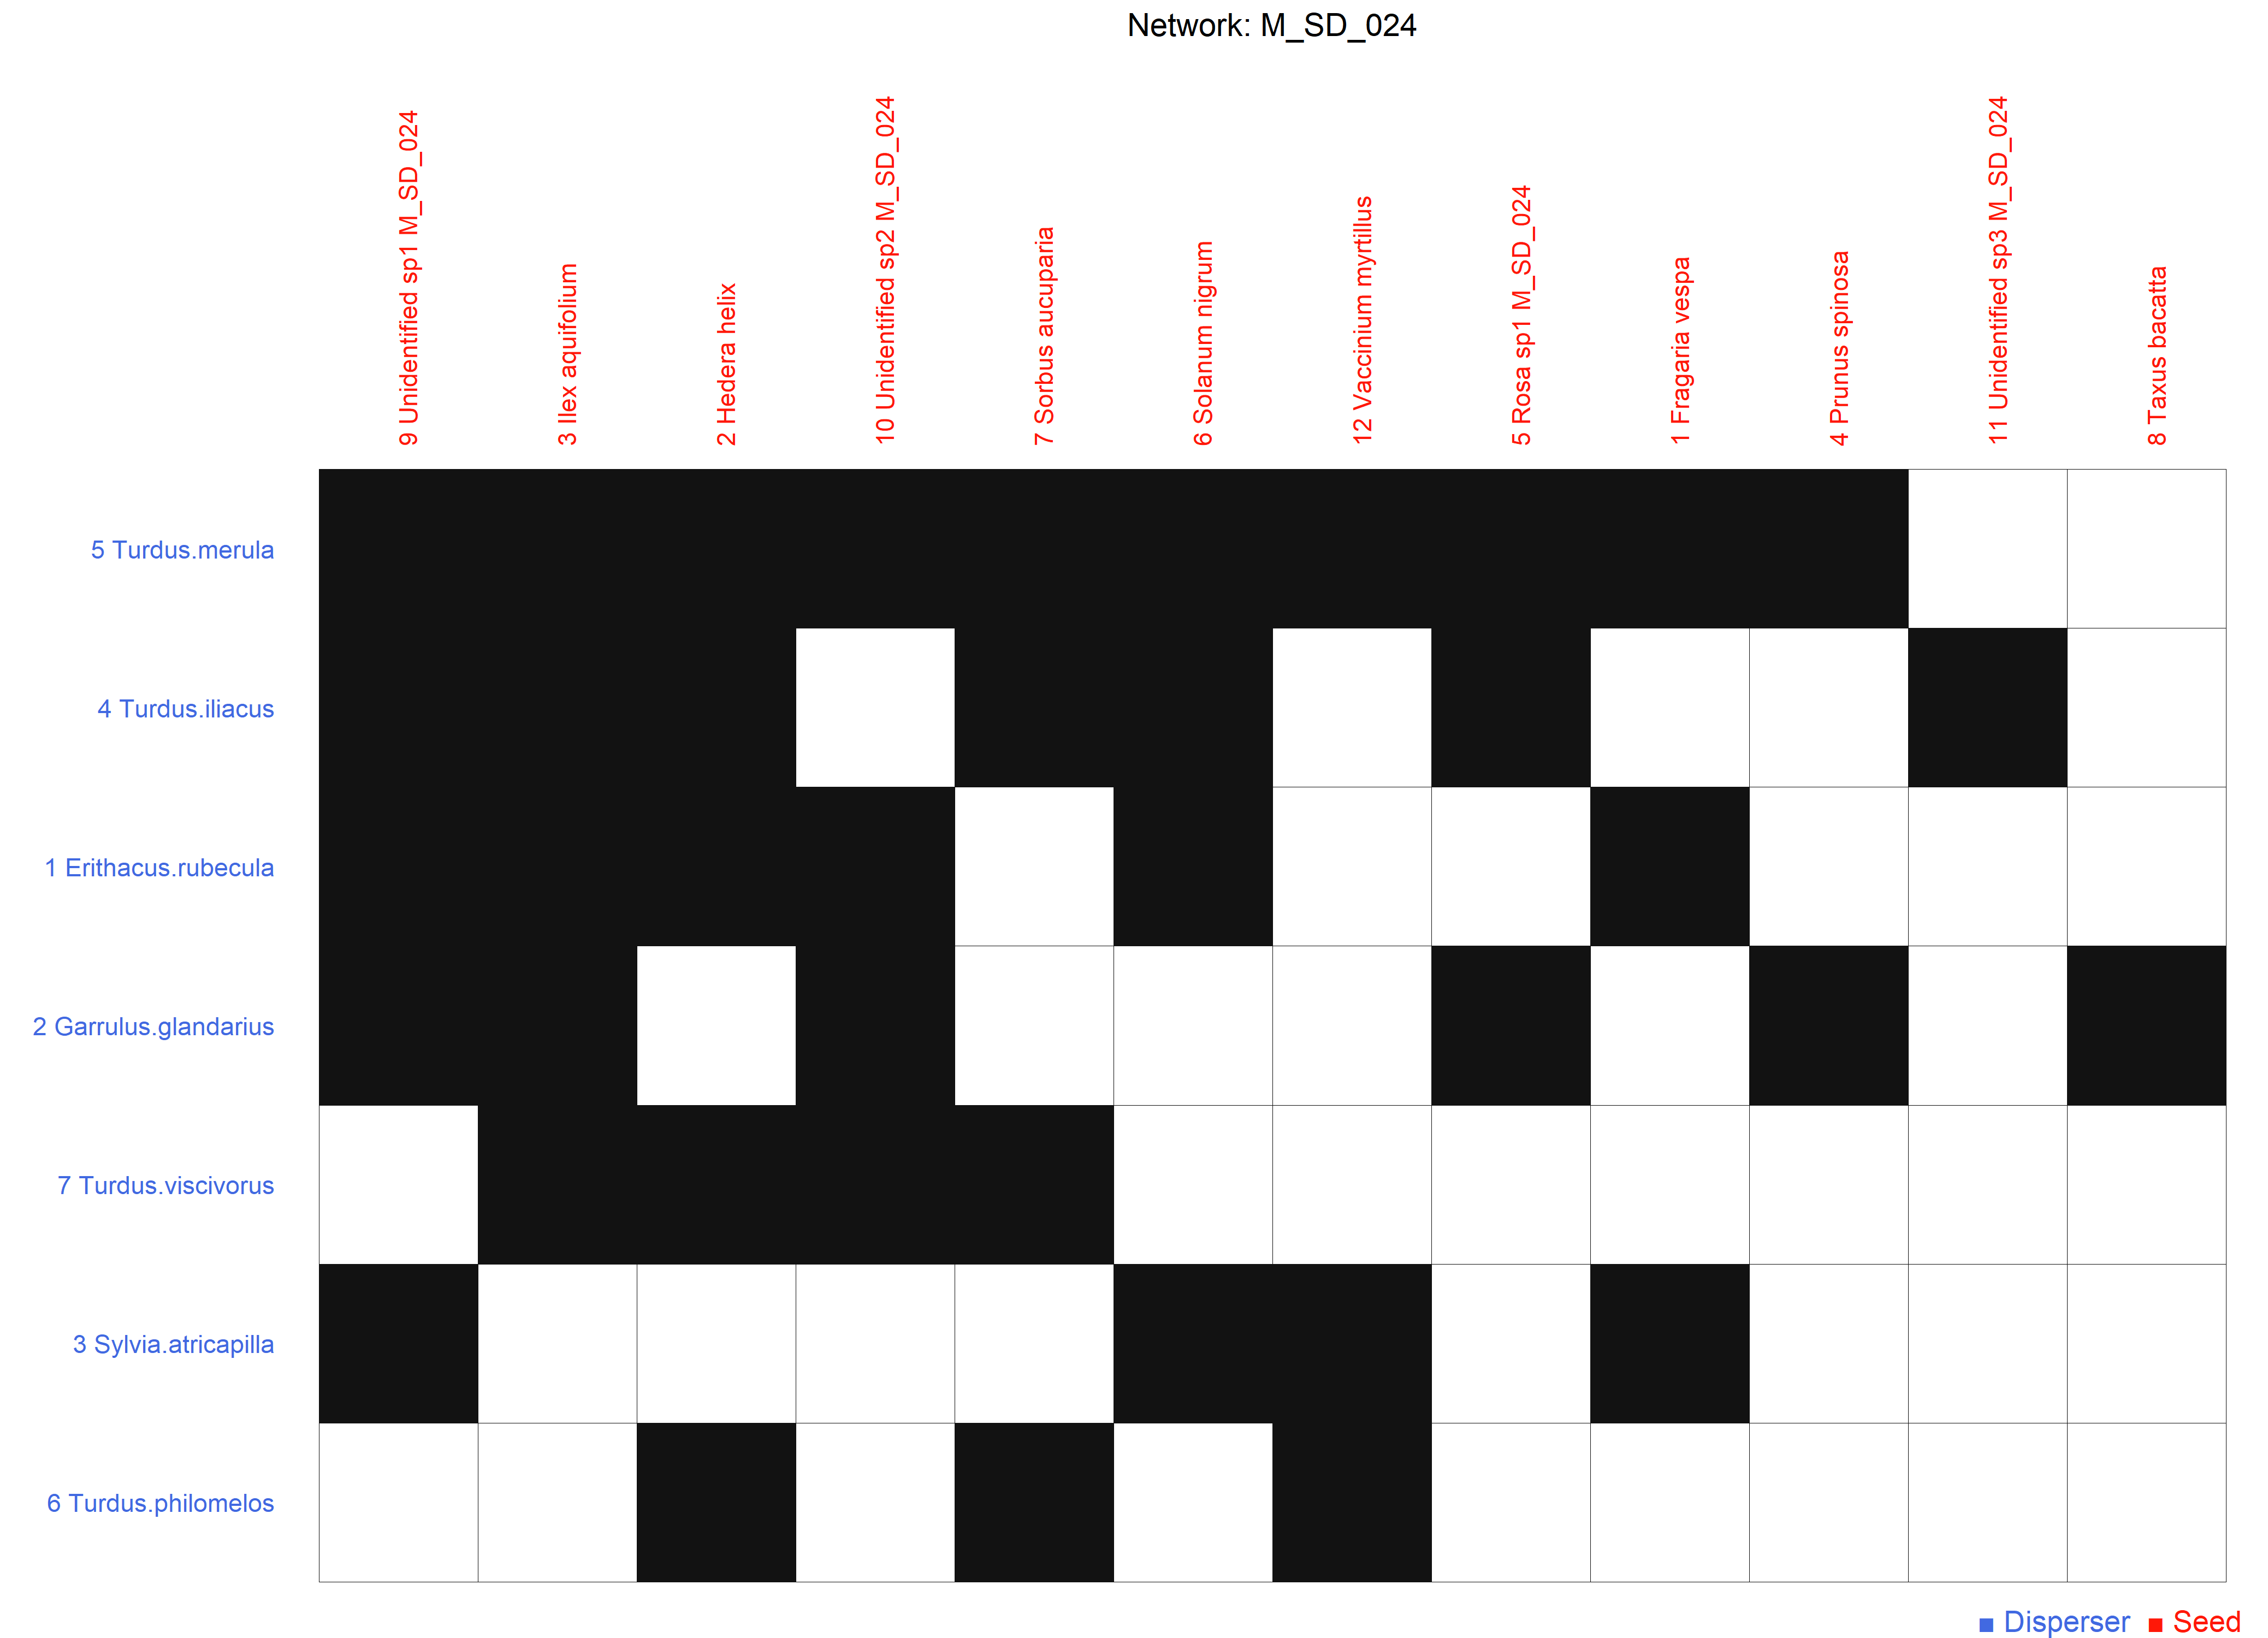 Network: M_SD_024
9 Unidentified sp1 M_SD_024
3 Ilex aquifolium
2 Hedera helix
10 Unidentified sp2 M_SD_024
7 Sorbus aucuparia
6 Solanum nigrum
12 Vaccinium myrtillus
5 Rosa sp1 M_SD_024
1 Fragaria vespa
4 Prunus spinosa
11 Unidentified sp3 M_SD_024
8 Taxus bacatta
5 Turdus.merula
4 Turdus.iliacus
1 Erithacus.rubecula
2 Garrulus.glandarius
7 Turdus.viscivorus
3 Sylvia.atricapilla
6 Turdus.philomelos
Disperser Seed